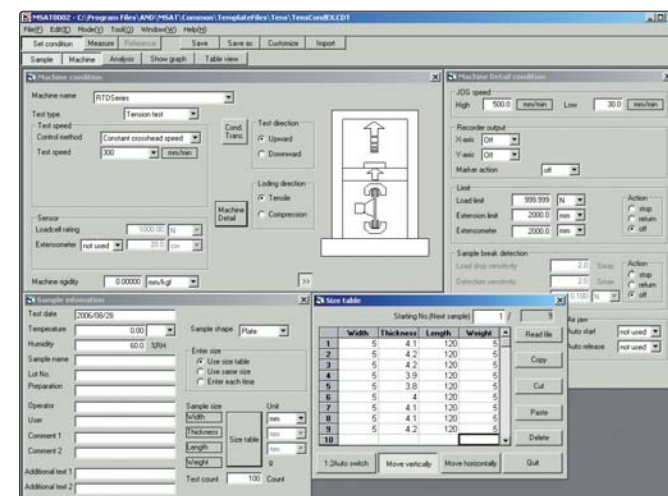 MSAT0002 - C:\Program Files\AND\MSAT\Common\TemplateFiles\Tens\TensCondEX.CDT
File(F) Edit(E) Mode(V) Tool(Q) Window(W) Help(H)
Set condition Measure Reference Save Save as Customize Import
Sample Machine Analysis Show graph Table view
Machine condition
Machine name RTDSeries
Test type Tension test
Test speed
Control method Constant crosshead speed
Test speed 300 mm/min
Cond. Trans
Test direction
Upward
Downward
Loding direction
Tensile
Compression
Machine Detail
Sensor
Loadcell rating 1000.00 N
Extensometer not used 25.0 cm
Machine rigidity 0.00000 mm/kgf >>
Machine Detail condition
JOG speed
High 500.0 mm/min Low 30.0 mm/min
Recorder output
X-axis Off
Y-axis Off
Marker action off
Limit
Load limit 999.999 N
Extension limit 2000.0 mm
Extensometer 2000.0 mm
Action
stop
return
off
Sample break detection
Load drop sensitivity 2.0
Detection sensitivity 2.5
0.100 N
Action
stop
return
off
Air jaw
Auto start not used
Auto release not used
Sample information
Test date 2006/08/28
Temperature 0.00
Humidity 60.0 %RH
Sample name
Lot No.
Preparation
Operator
User
Comment 1
Comment 2
Additional text 1
Additional text 2
Sample shape Plate
Enter size
Use size table
Use same size
Enter each time
Sample size Unit
Width mm
Thickness mm
Length mm
Weight g
Size table
Test count 100 Count
Size table
Starting No.(Next sample) 1 / 9
Width Thickness Length Weight
1 5 4.1 120 5
2 5 4.2 120 5
3 5 4.2 120 5
4 5 3.9 120 5
5 5 3.8 120 5
6 5 4 120 5
7 5 4.1 120 5
8 5 4.1 120 5
9 5 4.2 120 5
10
Read file
Copy
Cut
Paste
Delete
1.2Auto switch Move vertically Move horizontally Quit